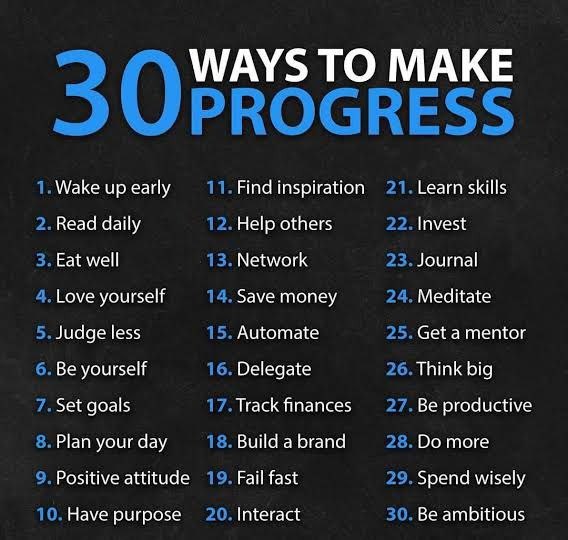 30 WAYS TO MAKE
PROGRESS
1. Wake up early
2. Read daily
3. Eat well
4. Love yourself
5. Judge less
6. Be yourself
7. Set goals
8. Plan your day
9. Positive attitude
10. Have purpose
11. Find inspiration
12. Help others
13. Network
14. Save money
15. Automate
16. Delegate
17. Track finances
18. Build a brand
19. Fail fast
20. Interact
21. Learn skills
22. Invest
23. Journal
24. Meditate
25. Get a mentor
26. Think big
27. Be productive
28. Do more
29. Spend wisely
30. Be ambitious